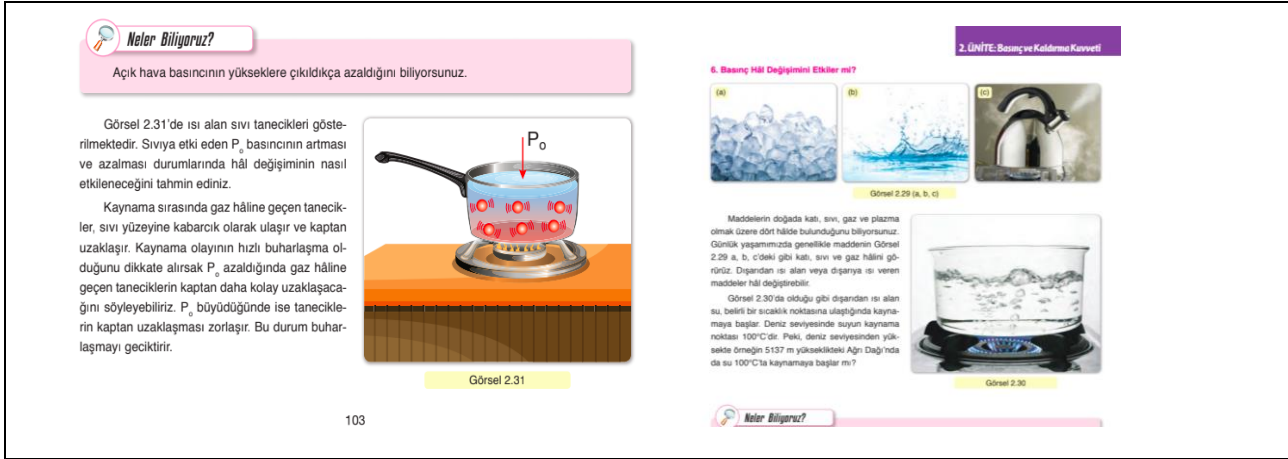 Neler Biliyoruz?
Açık hava basıncının yükseklere çıkıldıkça azaldığını biliyorsunuz.
Görsel 2.31'de ısı alan sıvı tanecikleri göste-
rilmektedir. Sıvıya etki eden Po basıncının artması
ve azalması durumlarında hâl değişiminin nasıl
etkileneceğini tahmin ediniz.
Kaynama sırasında gaz hâline geçen tanecik-
ler, sıvı yüzeyine kabarcık olarak ulaşır ve kaptan
uzaklaşır. Kaynama olayının hızlı buharlaşma ol-
duğunu dikkate alırsak Po azaldığında gaz hâline
geçen taneciklerin kaptan daha kolay uzaklaşaca-
ğını söyleyebiliriz. Po büyüdüğünde ise tanecikle-
rin kaptan uzaklaşması zorlaşır. Bu durum buhar-
laşmayı geciktirir.
Po
Görsel 2.31
103
2. ÜNİTE: Basınç ve Kaldırma Kuvveti
6. Basınç Hâl Değişimini Etkiler mi?
(a)
(b)
(c)
Görsel 2.29 (a, b, c)
Maddelerin doğada katı, sıvı, gaz ve plazma
olmak üzere dört hâlde bulunduğunu biliyorsunuz.
Günlük yaşamımızda genellikle maddenin Görsel
2.29 a, b, c'deki gibi katı, sıvı ve gaz hâlini gö-
rürüz. Dışarıdan ısı alan veya dışarıya ısı veren
maddeler hâl değiştirebilir.
Görsel 2.30'da olduğu gibi dışarıdan ısı alan
su, belirli bir sıcaklık noktasına ulaştığında kayna-
maya başlar. Deniz seviyesinde suyun kaynama
noktası 100°C'dir. Peki, deniz seviyesinden yük-
sekte örneğin 5137 m yükseklikteki Ağrı Dağı'nda
da su 100°C'ta kaynamaya başlar mı?
Görsel 2.30
Neler Biliyoruz?